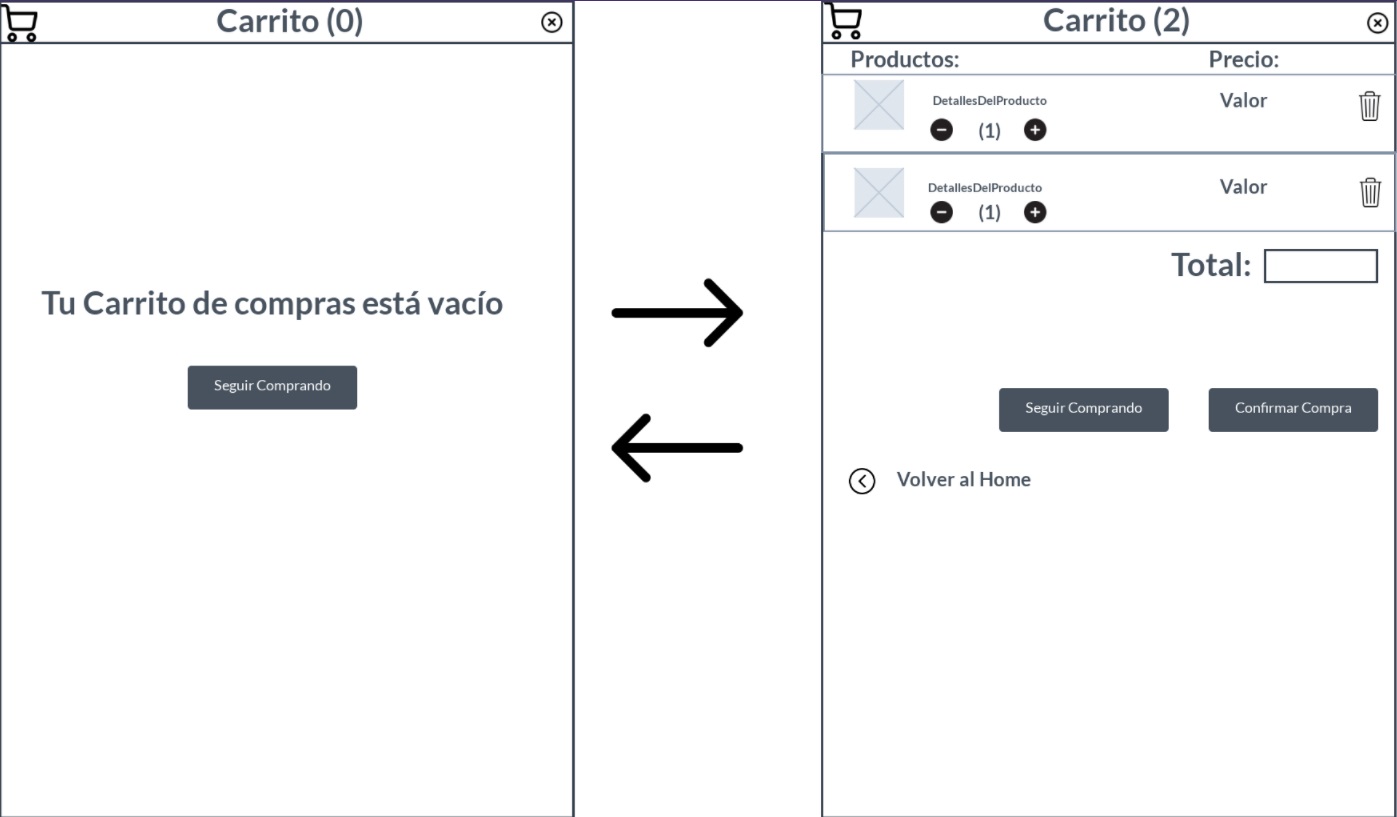 Carrito (0)
Tu Carrito de compras está vacío
Seguir Comprando
Carrito (2)
Productos: Precio:
DetallesDelProducto Valor
(1)
DetallesDelProducto Valor
(1)
Total:
Seguir Comprando Confirmar Compra
Volver al Home